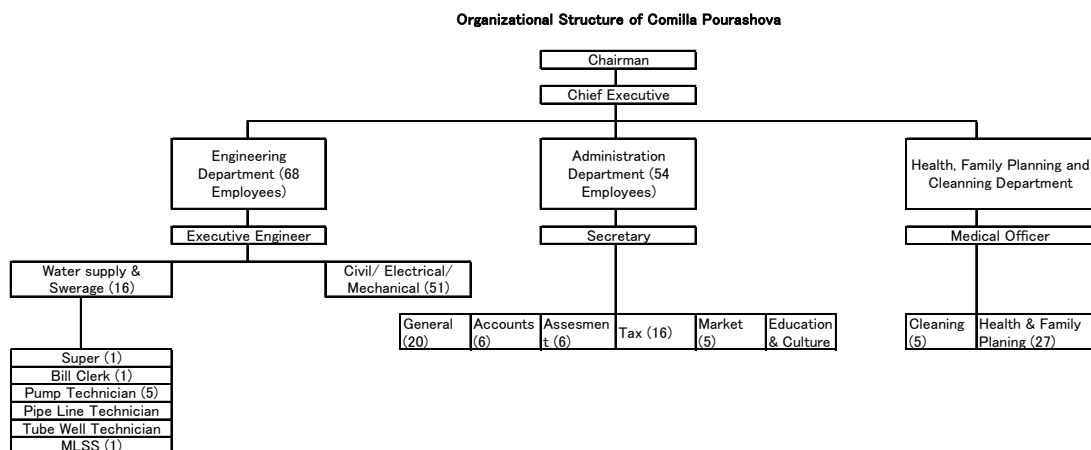 Organizational Structure of Comilla Pourashova
Chairman
Chief Executive
Engineering
Department (68
Employees)
Administration
Department (54
Employees)
Health, Family Planning and
Cleanning Department
Executive Engineer
Secretary
Medical Officer
Water supply &
Swerage (16)
Civil/ Electrical/
Mechanical (51)
General
(20)
Accounts
(6)
Assesmen
t (6)
Tax (16)
Market
(5)
Education
& Culture
Cleaning
(5)
Health & Family
Planing (27)
Super (1)
Bill Clerk (1)
Pump Technician (5)
Pipe Line Technician
Tube Well Technician
MLSS (1)